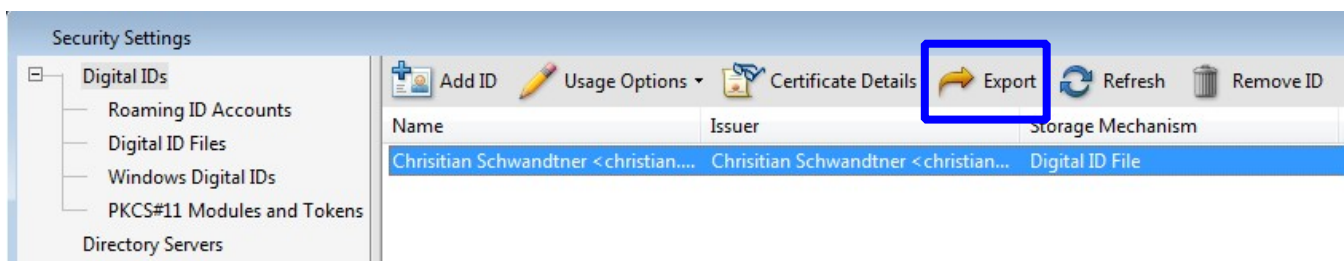 Security Settings
Digital IDs
Roaming ID Accounts
Digital ID Files
Windows Digital IDs
PKCS#11 Modules and Tokens
Directory Servers
Add ID Usage Options Certificate Details Export Refresh Remove ID
Name Issuer Storage Mechanism
Chrisitian Schwandtner <christian.... Chrisitian Schwandtner <christian... Digital ID File